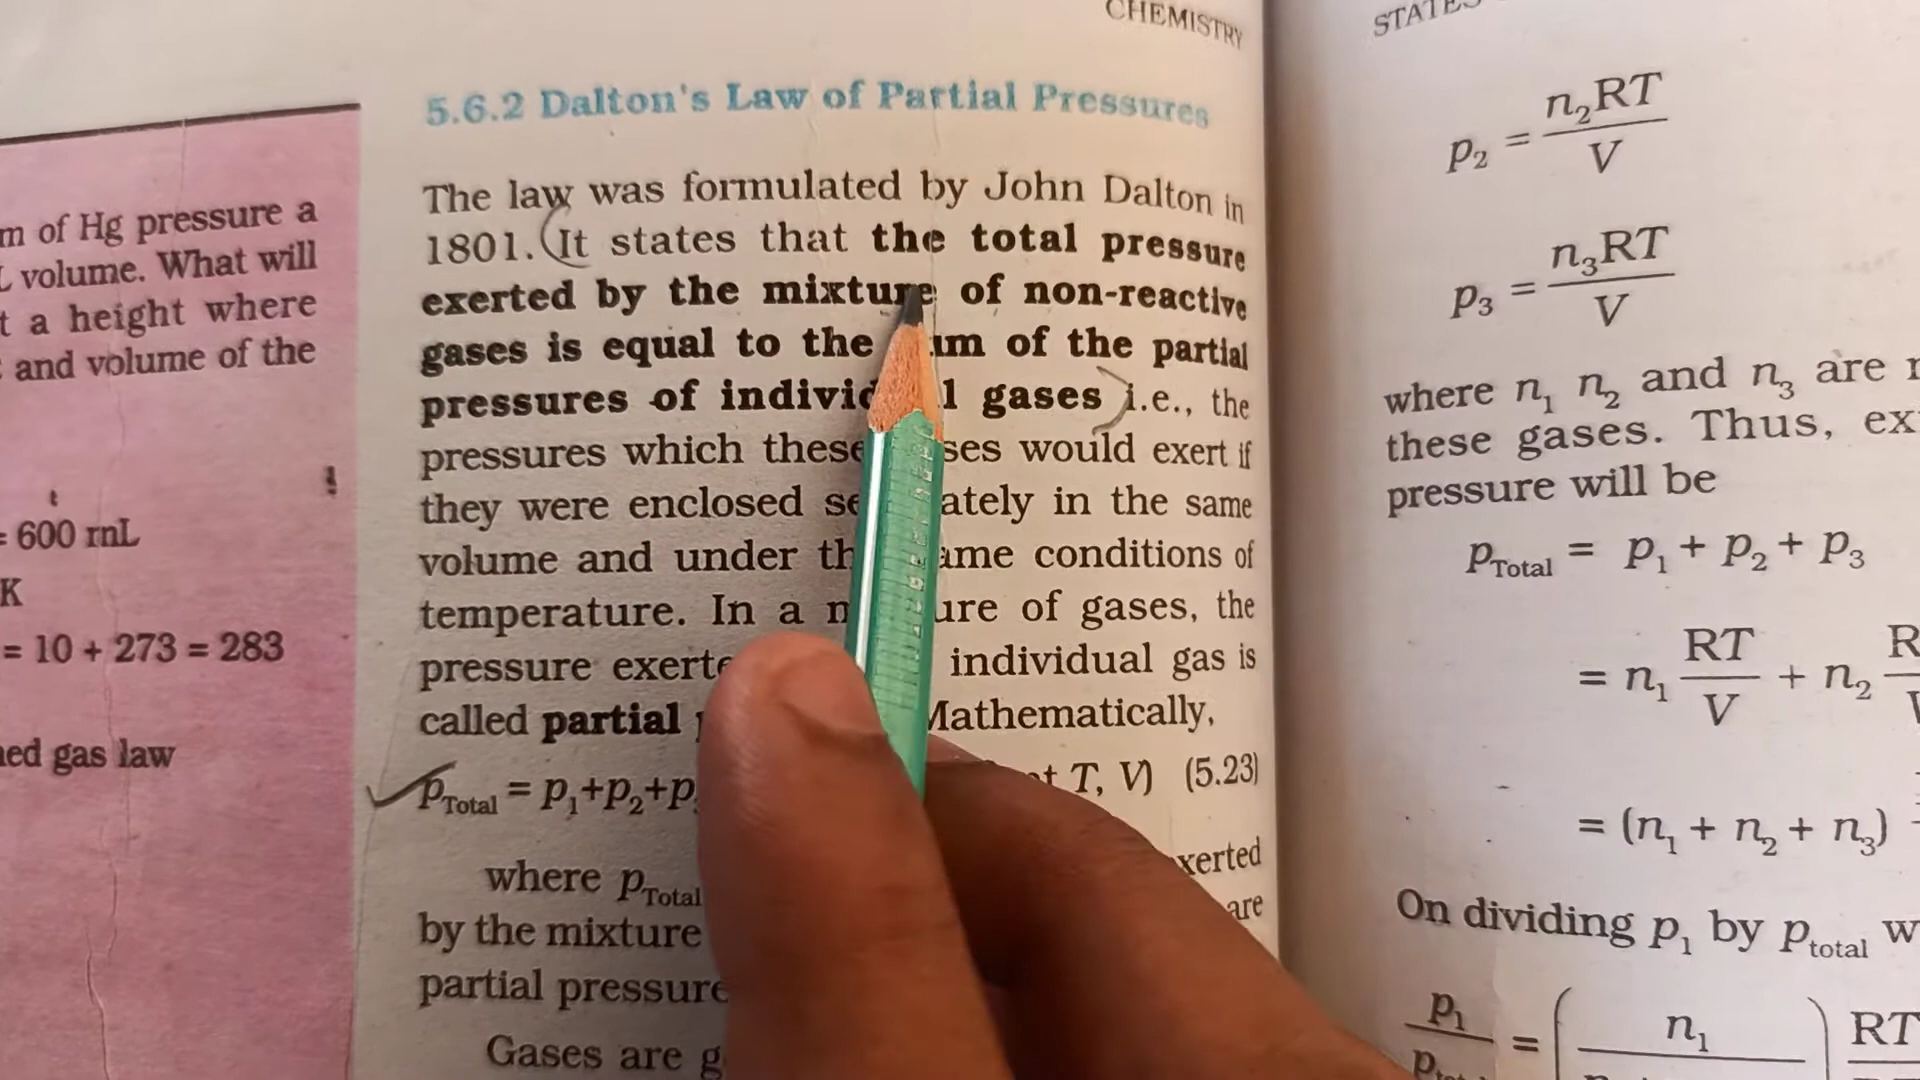 CHEMISTRY
m of Hg pressure a
volume. What will
t a height where
and volume of the
t
= 600 mL
K
= 10 + 273 = 283
gas law
5.6.2 Dalton's Law of Partial Pressures
The law was formulated by John Dalton in
1801. (It states that the total pressure
exerted by the mixture of non-reactive
gases is equal to the of the partial
pressures of gases) i.e., the
pressures which these would exert if
they were enclosed in the same
volume and under conditions of
temperature. In a of gases, the
pressure individual gas is
called partial Mathematically,
pTotal = p1+p2+p T, V) (5.23)
where pTotal
by the mixture are
partial
Gases are
p2 = n2RT
V
p3 = n3RT
V
where n1 n2 and n3 are
these gases. Thus,
pressure will be
pTotal = p1 + p2 + p3
= n1 RT/V + n2
= (n1 + n2 + n3)
On dividing p1 by ptotal
p1 = ( n1 ) RT